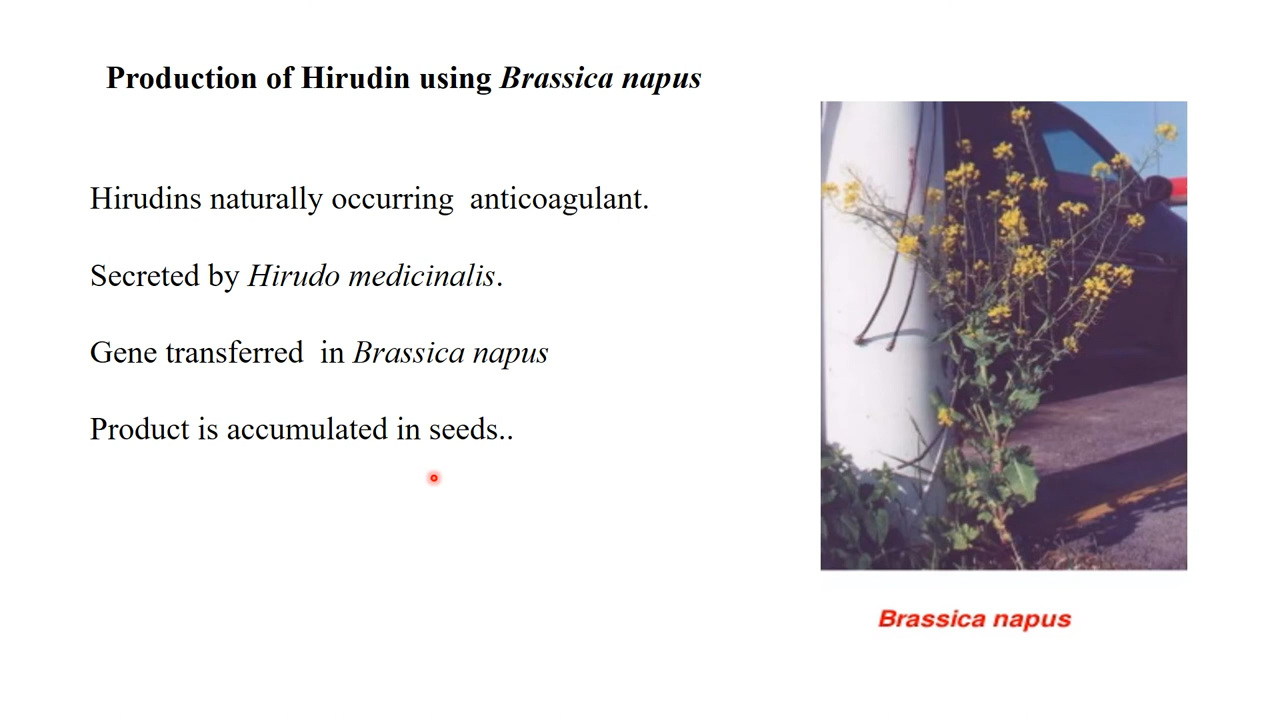 Production of Hirudin using Brassica napus
Hirudins naturally occurring  anticoagulant.
Secreted by Hirudo medicinalis.
Gene transferred  in Brassica napus
Product is accumulated in seeds..
Brassica napus